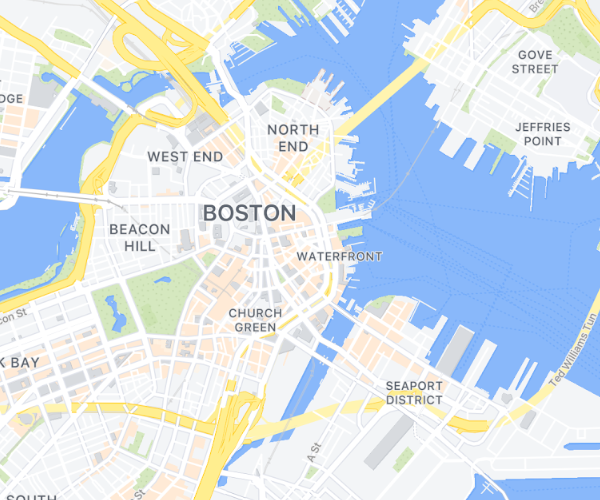 Bre
GOVE
STREET
DGE
NORTH
END
JEFFRIES
POINT
WEST END
BOSTON
BEACON
HILL
WATERFRONT
CHURCH
GREEN
con St
K BAY
Ted Williams Tun
SEAPORT
DISTRICT
A St
SOUTH